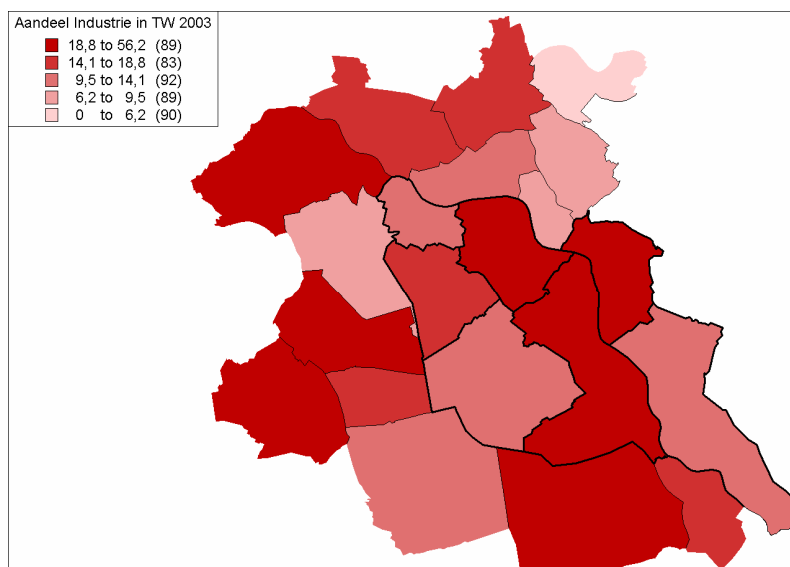 Aandeel Industrie in TW 2003
18,8 to 56,2 (89)
14,1 to 18,8 (83)
9,5 to 14,1 (92)
6,2 to 9,5 (89)
0 to 6,2 (90)